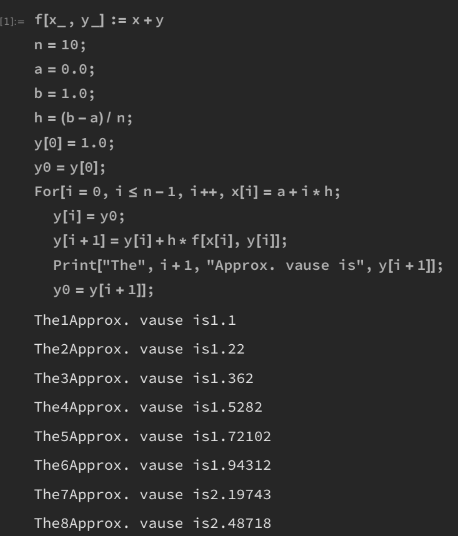 [1]:= f[x_, y_] := x + y
n = 10;
a = 0.0;
b = 1.0;
h = (b - a) / n;
y[0] = 1.0;
y0 = y[0];
For[i = 0, i ≤ n - 1, i++, x[i] = a + i * h;
y[i] = y0;
y[i + 1] = y[i] + h * f[x[i], y[i]];
Print["The", i + 1, "Approx. vause is", y[i + 1]];
y0 = y[i + 1]];
The1Approx. vause is1.1
The2Approx. vause is1.22
The3Approx. vause is1.362
The4Approx. vause is1.5282
The5Approx. vause is1.72102
The6Approx. vause is1.94312
The7Approx. vause is2.19743
The8Approx. vause is2.48718